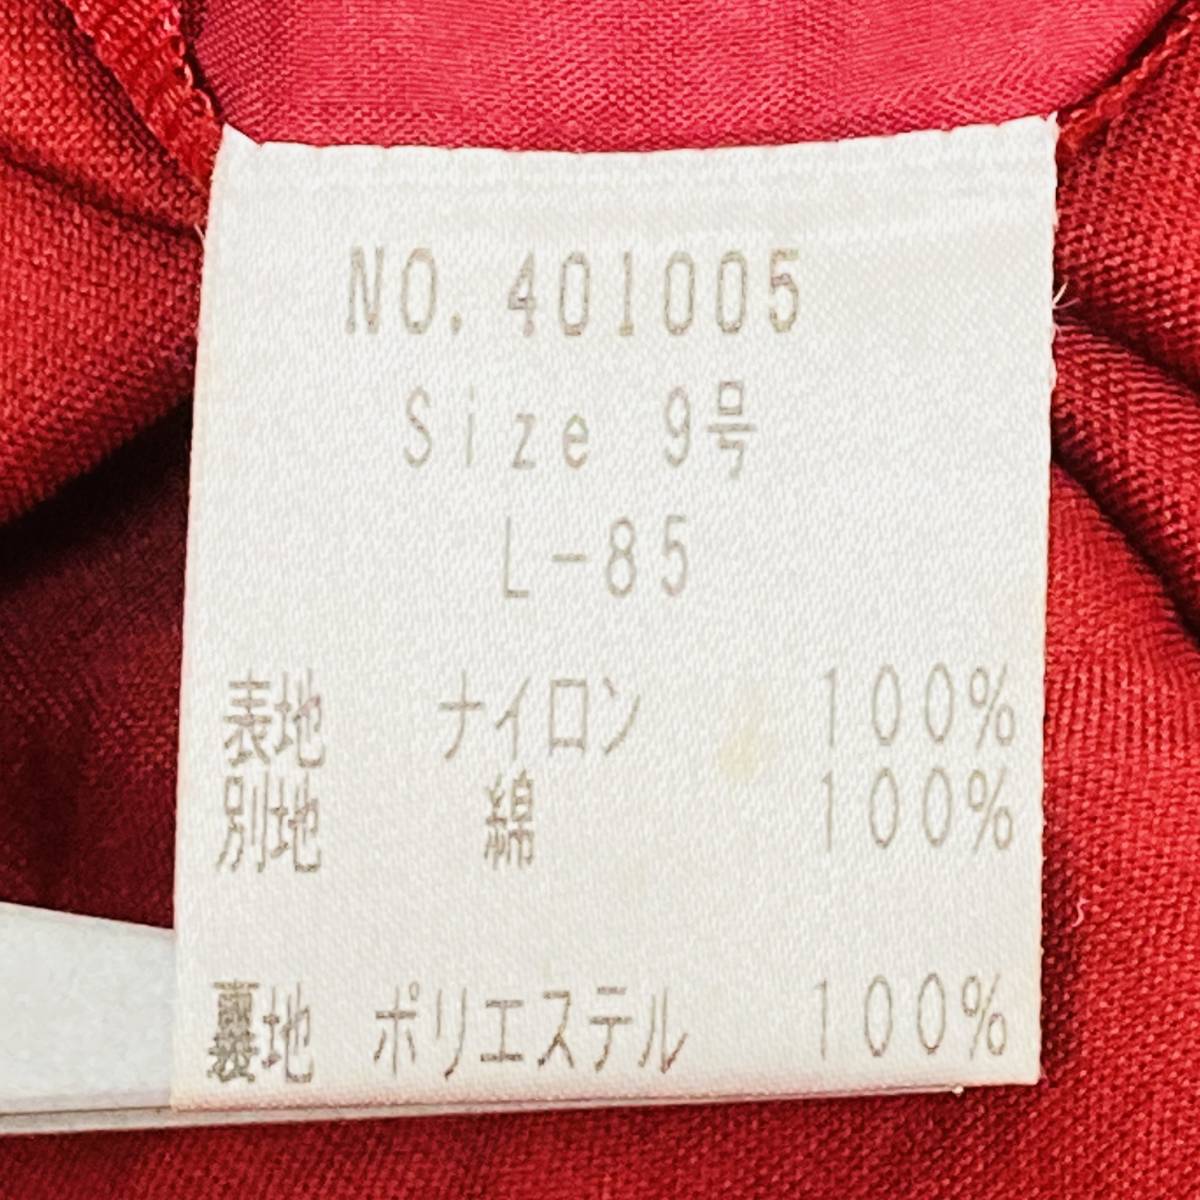 NO.401005
Size 9号
L-85
表地 ナイロン 100%
別地 綿 100%
裏地 ポリエステル 100%